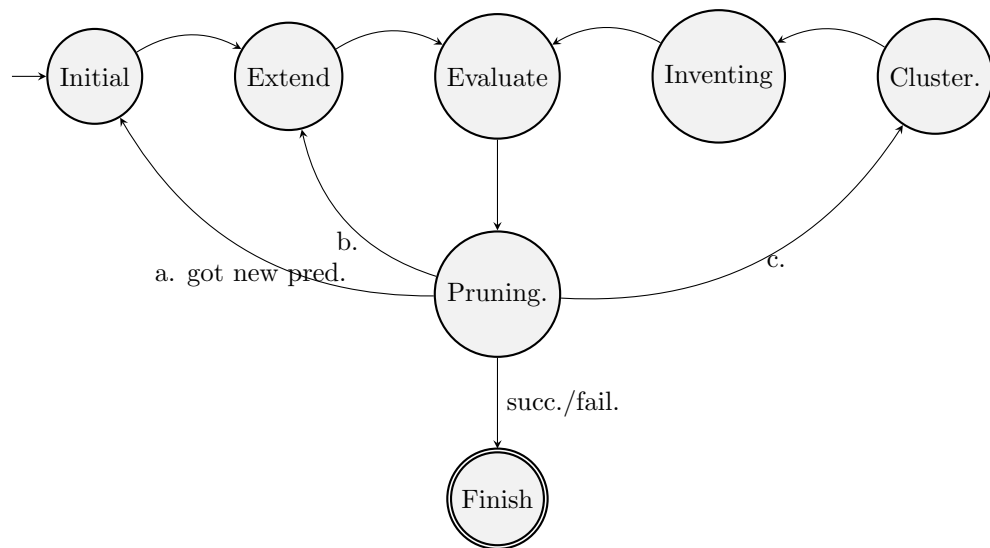 Initial
Extend
Evaluate
Inventing
Cluster.
b.
c.
a. got new pred.
Pruning.
succ./fail.
Finish